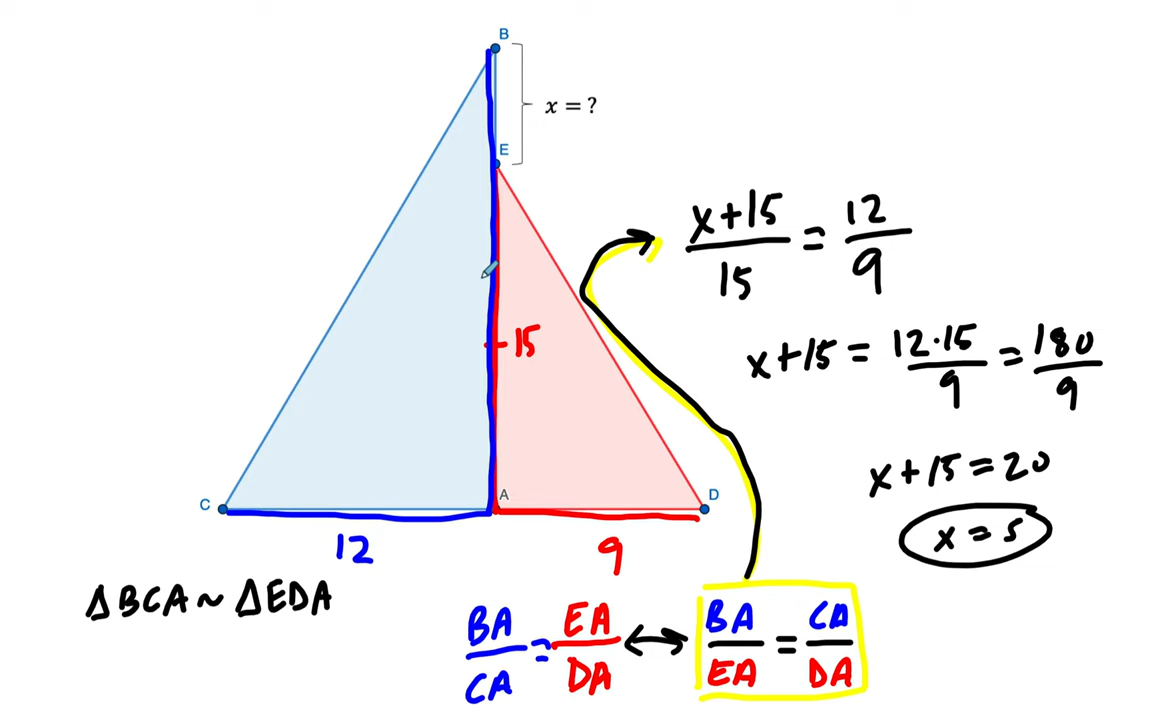 B
x = ?
E
x+15/15 = 12/9
15
x+15 = 12·15/9 = 180/9
x+15=20
C
A
D
x = 5
12
9
ΔBCA ~ ΔEDA
BA/CA = EA/DA ↔ BA/EA = CA/DA